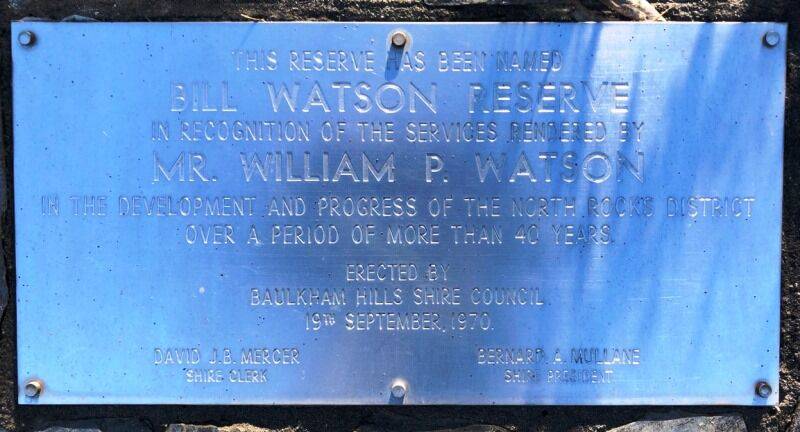 THIS RESERVE HAS BEEN NAMED
BILL WATSON RESERVE
IN RECOGNITION OF THE SERVICES RENDERED BY
MR. WILLIAM P. WATSON
IN THE DEVELOPMENT AND PROGRESS OF THE NORTH ROCKS DISTRICT
OVER A PERIOD OF MORE THAN 40 YEARS.
ERECTED BY
BAULKHAM HILLS SHIRE COUNCIL
19TH SEPTEMBER, 1970.
DAVID J.B. MERCER
SHIRE CLERK
BERNARD A. MULLANE
SHIRE PRESIDENT